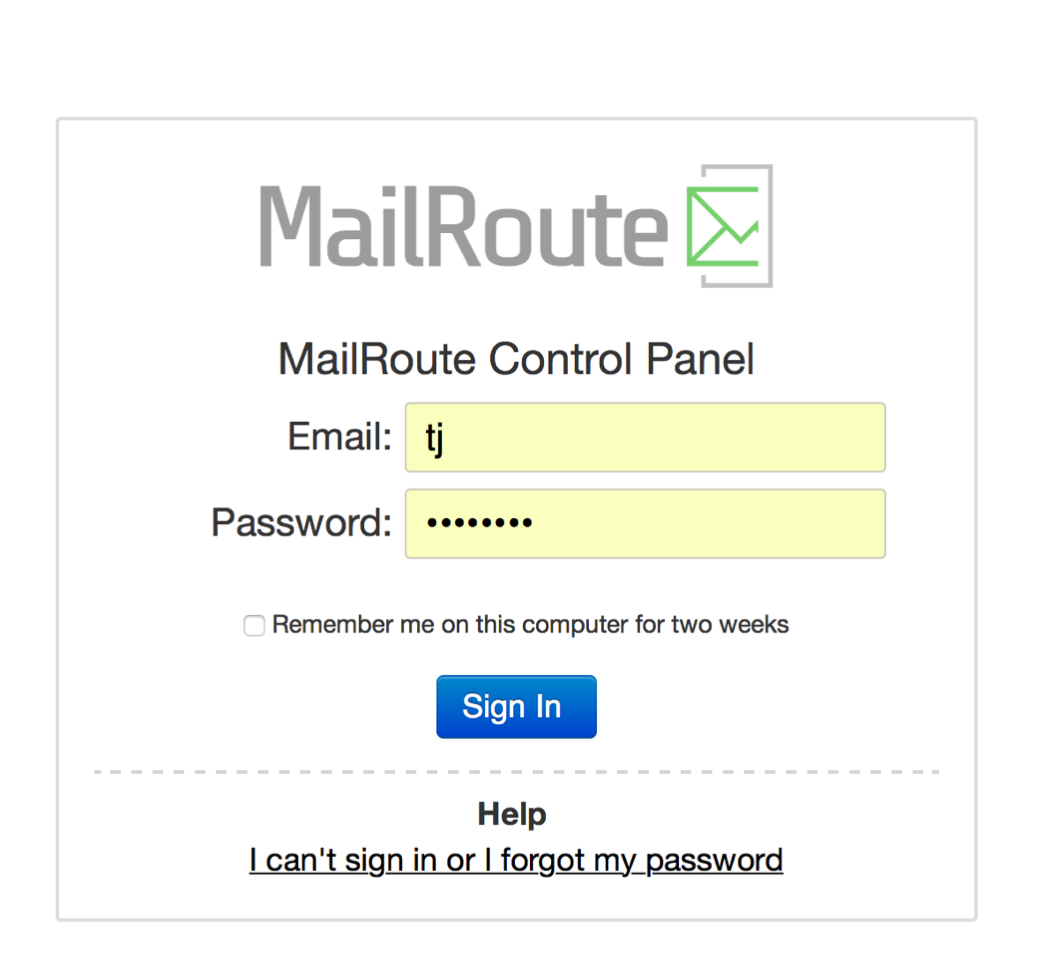 MailRoute
MailRoute Control Panel
Email: tj
Password: ••••••••
Remember me on this computer for two weeks
Sign In
Help
I can't sign in or I forgot my password